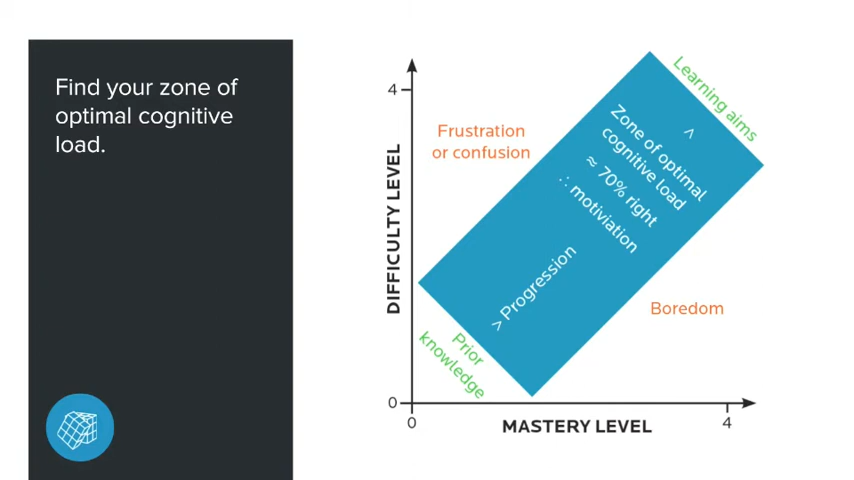 Find your zone of
optimal cognitive
load.
4
Frustration
or confusion
DIFFICULTY LEVEL
Learning aims
>
Zone of optimal
cognitive load
≈ 70% right
∴ motiviation
> Progression
Boredom
Prior
knowledge
0
0
MASTERY LEVEL
4